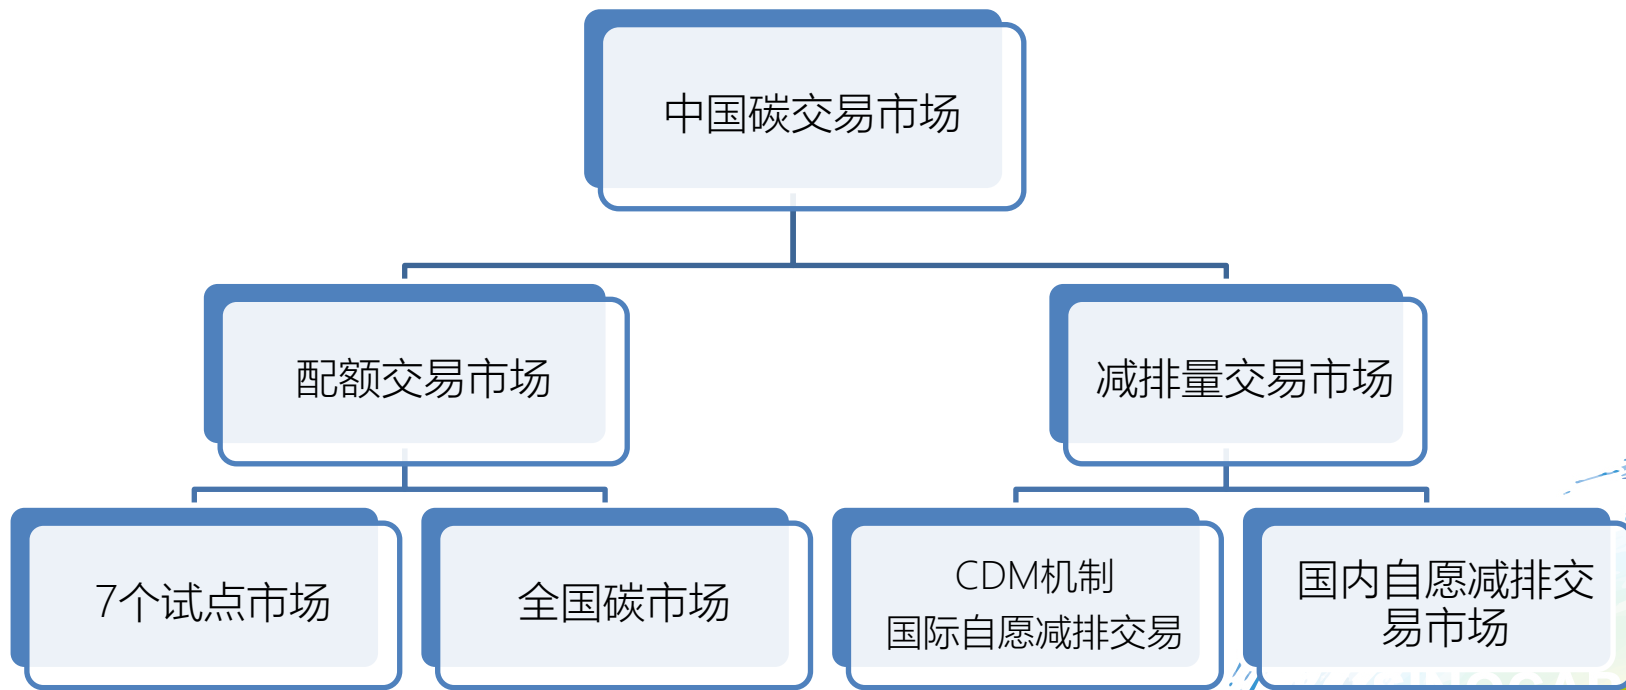 中国碳交易市场
配额交易市场
减排量交易市场
7个试点市场
全国碳市场
CDM机制
国际自愿减排交易
国内自愿减排交
易市场